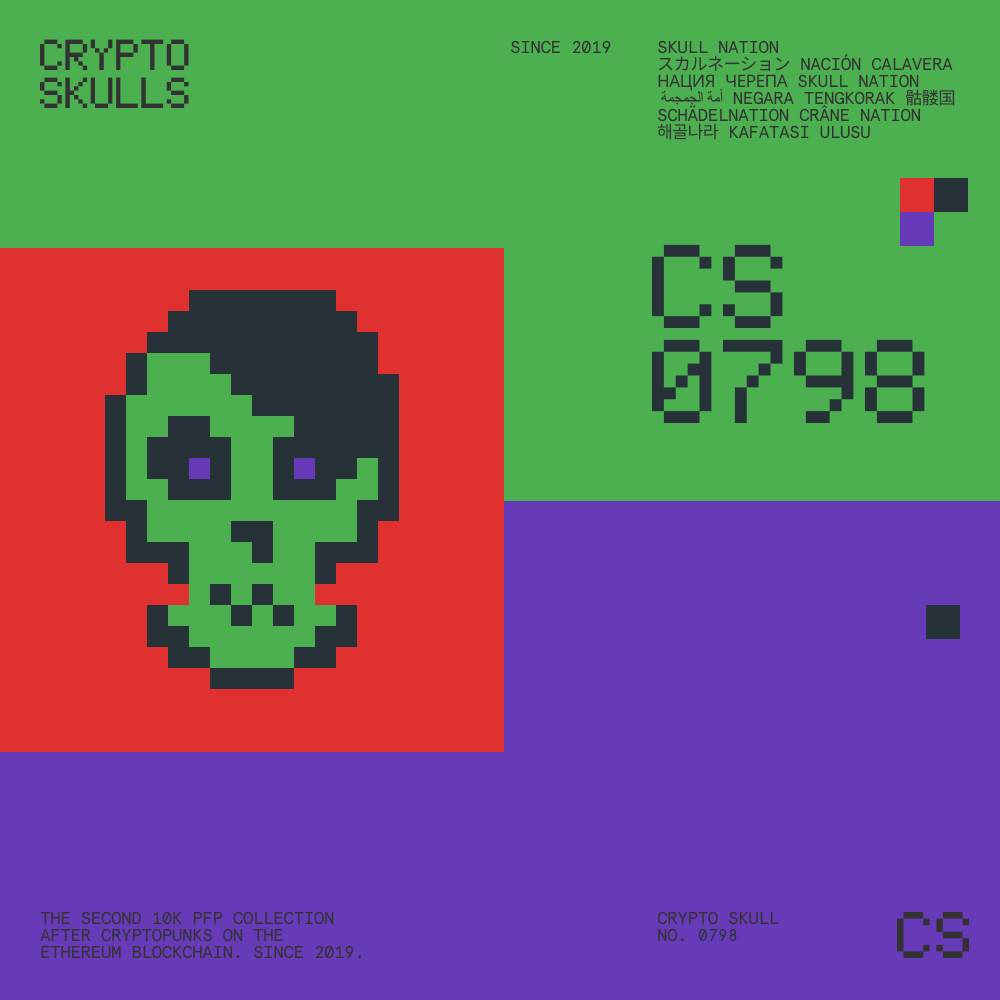 CRYPTO
SKULLS
SINCE 2019
SKULL NATION
スカルネーション NACIÓN CALAVERA
НАЦИЯ ЧЕРЕПА SKULL NATION
أمة الجمجمة NEGARA TENGKORAK 骷髅国
SCHÄDELNATION CRÂNE NATION
해골나라 KAFATASI ULUSU
CS
0798
THE SECOND 10K PFP COLLECTION
AFTER CRYPTOPUNKS ON THE
ETHEREUM BLOCKCHAIN. SINCE 2019.
CRYPTO SKULL
NO. 0798
CS